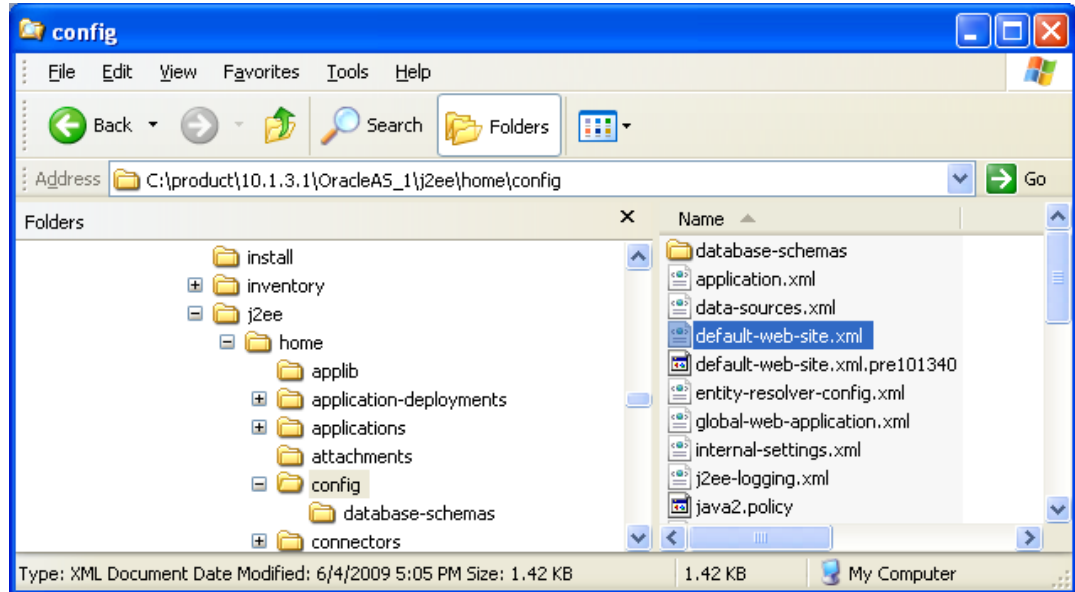 config
File Edit View Favorites Tools Help
Back Search Folders
Address C:\product\10.1.3.1\OracleAS_1\j2ee\home\config Go
Folders
install
inventory
j2ee
home
applib
application-deployments
applications
attachments
config
database-schemas
connectors
Name
database-schemas
application.xml
data-sources.xml
default-web-site.xml
default-web-site.xml.pre101340
entity-resolver-config.xml
global-web-application.xml
internal-settings.xml
j2ee-logging.xml
java2.policy
Type: XML Document Date Modified: 6/4/2009 5:05 PM Size: 1.42 KB 1.42 KB My Computer